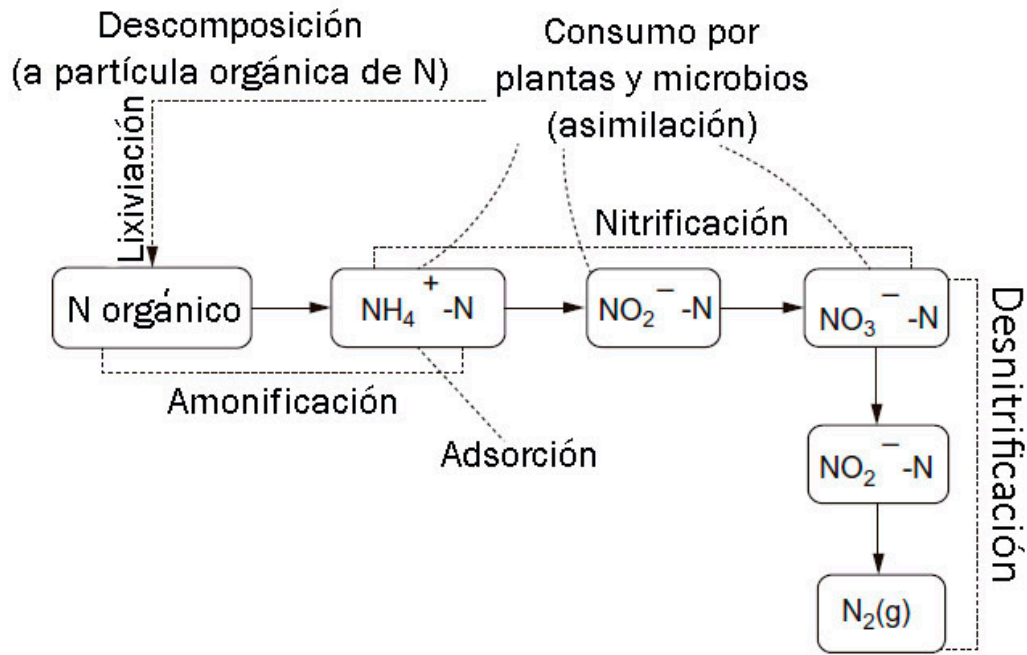 Descomposición
(a partícula orgánica de N)
Consumo por
plantas y microbios
(asimilación)
Lixiviación
Nitrificación
N orgánico
NH₄⁺-N
NO₂⁻-N
NO₃⁻-N
Amonificación
Adsorción
Desnitrificación
NO₂⁻-N
N₂(g)